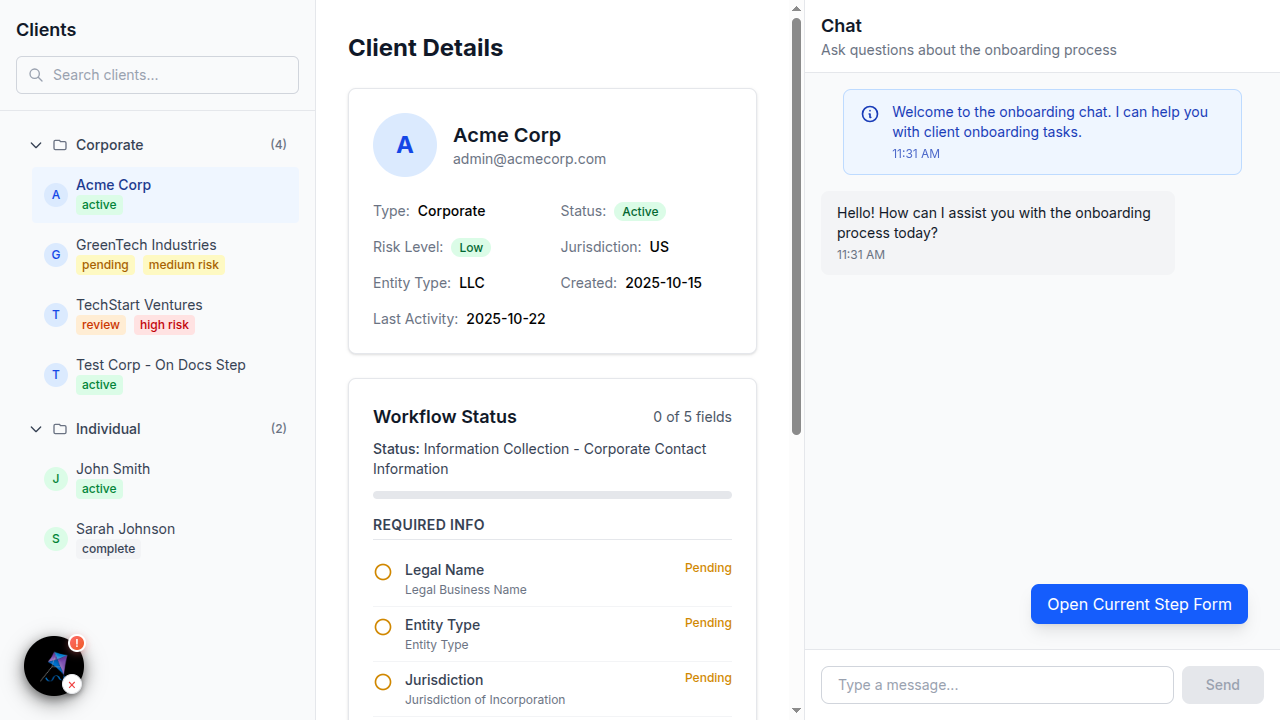 Clients
Search clients...
Corporate
(4)
A
Acme Corp
active
G
GreenTech Industries
pending
medium risk
T
TechStart Ventures
review
high risk
T
Test Corp - On Docs Step
active
Individual
(2)
J
John Smith
active
S
Sarah Johnson
complete
!
Client Details
A
Acme Corp
admin@acmecorp.com
Type: Corporate
Status: Active
Risk Level: Low
Jurisdiction: US
Entity Type: LLC
Created: 2025-10-15
Last Activity: 2025-10-22
Workflow Status
0 of 5 fields
Status: Information Collection - Corporate Contact
Information
REQUIRED INFO
Legal Name
Pending
Legal Business Name
Entity Type
Pending
Entity Type
Jurisdiction
Pending
Jurisdiction of Incorporation
Chat
Ask questions about the onboarding process
Welcome to the onboarding chat. I can help you
with client onboarding tasks.
11:31 AM
Hello! How can I assist you with the onboarding
process today?
11:31 AM
Open Current Step Form
Type a message...
Send